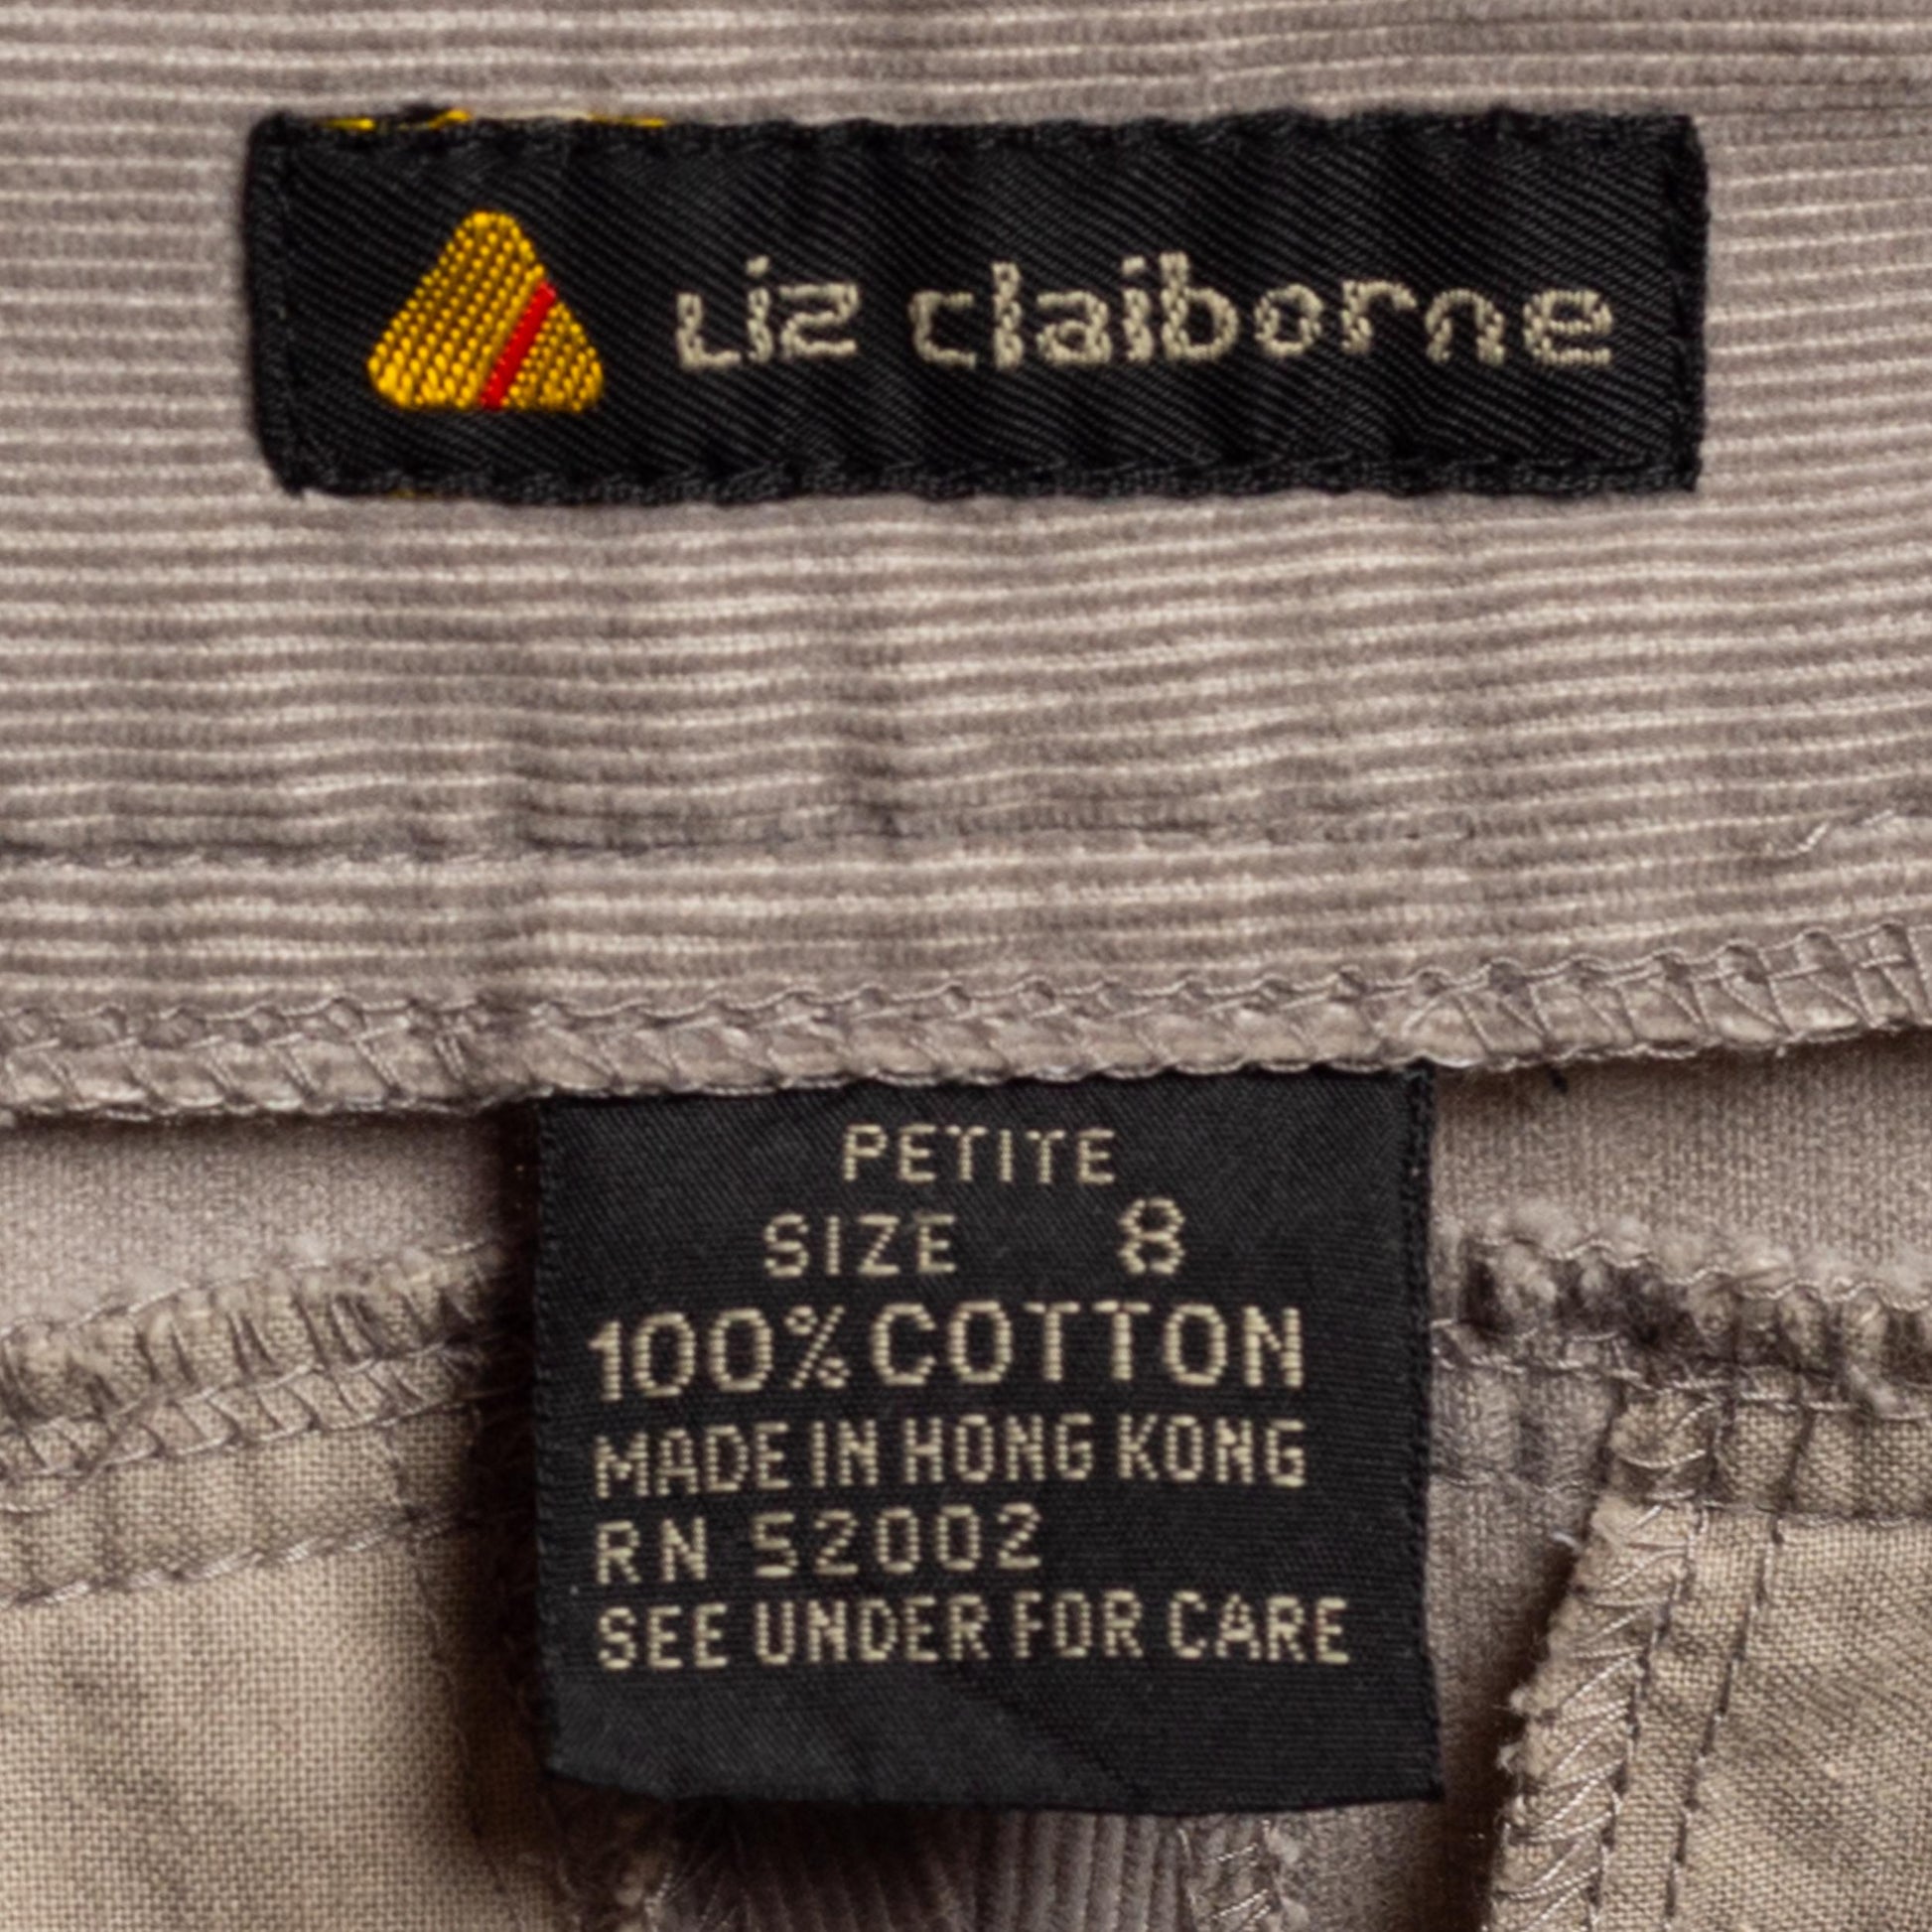 Liz claiborne
PETITE
SIZE 8
100% COTTON
MADE IN HONG KONG
RN 52002
SEE UNDER FOR CARE